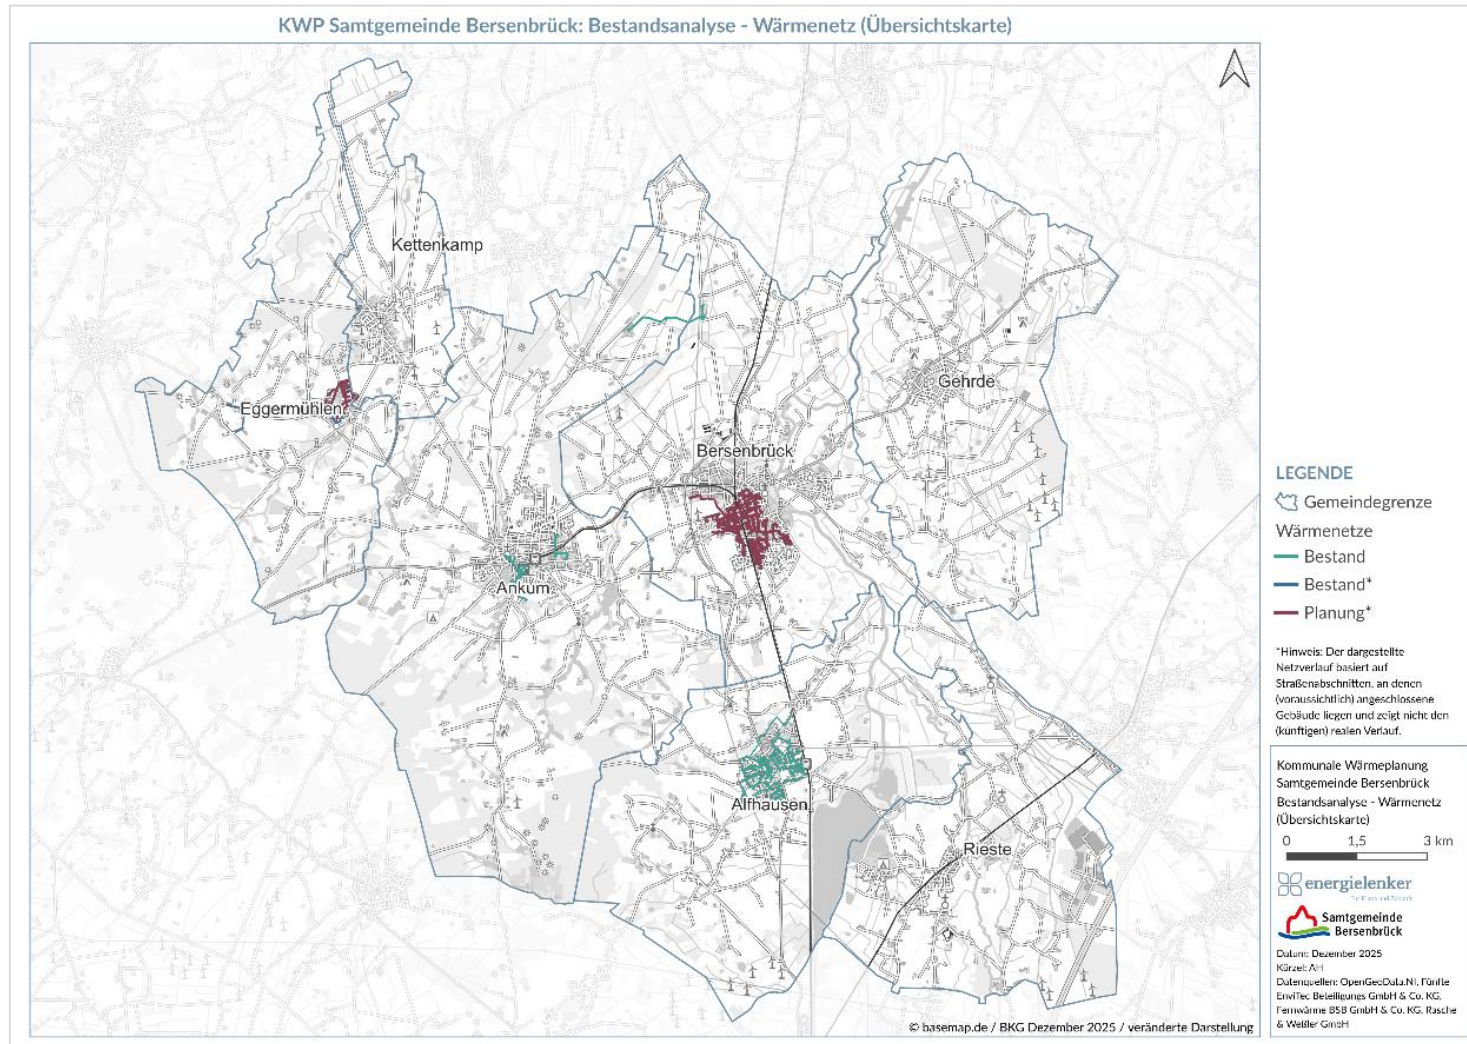 KWP Samtgemeinde Bersenbrück: Bestandsanalyse - Wärmenetz (Übersichtskarte)
Kettenkamp
Eggermühlen
Gehrde
Bersenbrück
Ankum
Alfhausen
Rieste
© basemap.de / BKG Dezember 2025 / veränderte Darstellung
LEGENDE
Gemeindegrenze
Wärmenetze
Bestand
Bestand*
Planung*
*Hinweis: Der dargestellte
Netzverlauf basiert auf
Straßenabschnitten, an denen
(voraussichtlich) angeschlossene
Gebäude liegen und zeigt nicht den
(künftigen) realen Verlauf.
Kommunale Wärmeplanung
Samtgemeinde Bersenbrück
Bestandsanalyse - Wärmenetz
(Übersichtskarte)
0 1,5 3 km
energielenker
Samtgemeinde
Bersenbrück
Datum: Dezember 2025
Kürzel: AH
Datenquellen: OpenGeoData.NI, Fünfte
EnviTec Beteiligungs GmbH & Co. KG,
Fernwärme BSB GmbH & Co. KG, Rasche
& Weßler GmbH